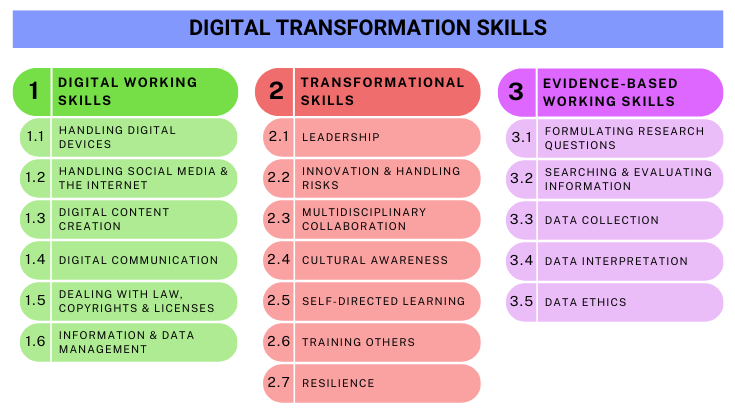 DIGITAL TRANSFORMATION SKILLS
1
DIGITAL WORKING
SKILLS
1.1
HANDLING DIGITAL
DEVICES
1.2
HANDLING SOCIAL MEDIA &
THE INTERNET
1.3
DIGITAL CONTENT
CREATION
1.4
DIGITAL COMMUNICATION
1.5
DEALING WITH LAW,
COPYRIGHTS & LICENSES
1.6
INFORMATION & DATA
MANAGEMENT
2
TRANSFORMATIONAL
SKILLS
2.1
LEADERSHIP
2.2
INNOVATION & HANDLING
RISKS
2.3
MULTIDISCIPLINARY
COLLABORATION
2.4
CULTURAL AWARENESS
2.5
SELF-DIRECTED LEARNING
2.6
TRAINING OTHERS
2.7
RESILIENCE
3
EVIDENCE-BASED
WORKING SKILLS
3.1
FORMULATING RESEARCH
QUESTIONS
3.2
SEARCHING & EVALUATING
INFORMATION
3.3
DATA COLLECTION
3.4
DATA INTERPRETATION
3.5
DATA ETHICS